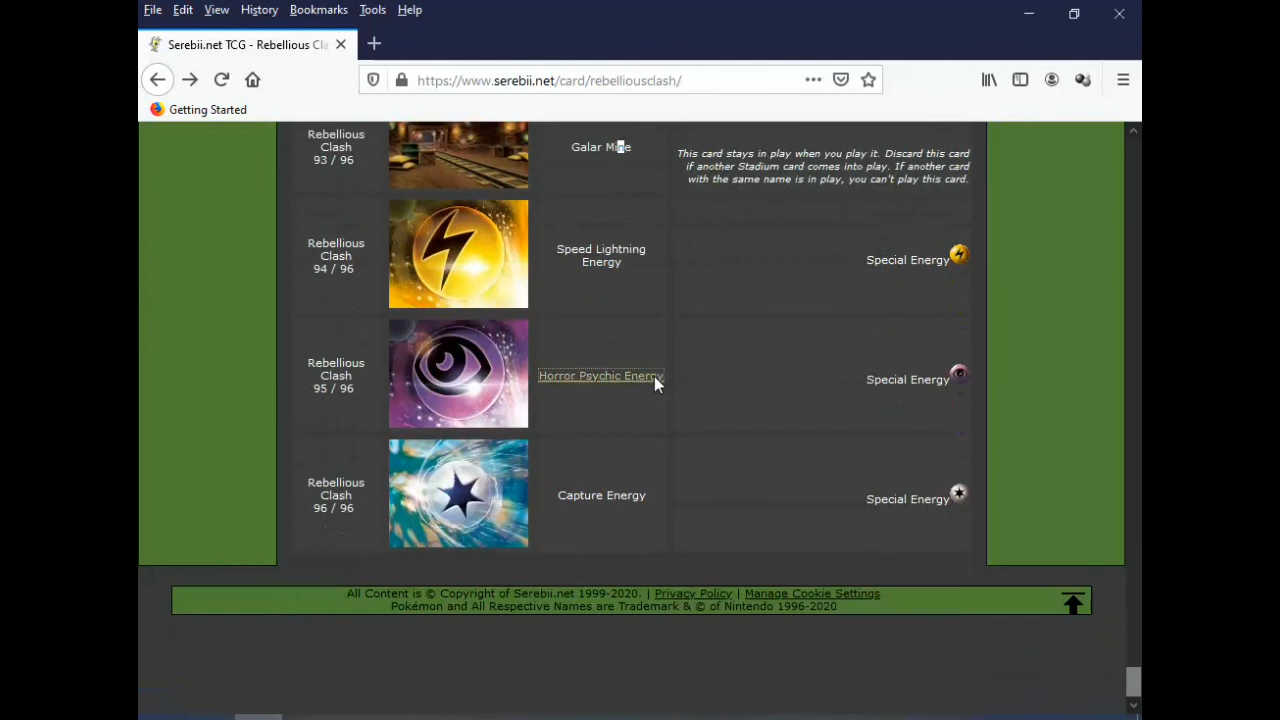 File Edit View History Bookmarks Tools Help
Serebii.net TCG - Rebellious Cla
https://www.serebii.net/card/rebelliousclash/
Getting Started
Rebellious
Clash
93 / 96
Galar Mine
This card stays in play when you play it. Discard this card
if another Stadium card comes into play. If another card
with the same name is in play, you can't play this card.
Rebellious
Clash
94 / 96
Speed Lightning
Energy
Special Energy
Rebellious
Clash
95 / 96
Horror Psychic Energy
Special Energy
Rebellious
Clash
96 / 96
Capture Energy
Special Energy
All Content is © Copyright of Serebii.net 1999-2020. | Privacy Policy | Manage Cookie Settings
Pokémon and All Respective Names are Trademark & © of Nintendo 1996-2020